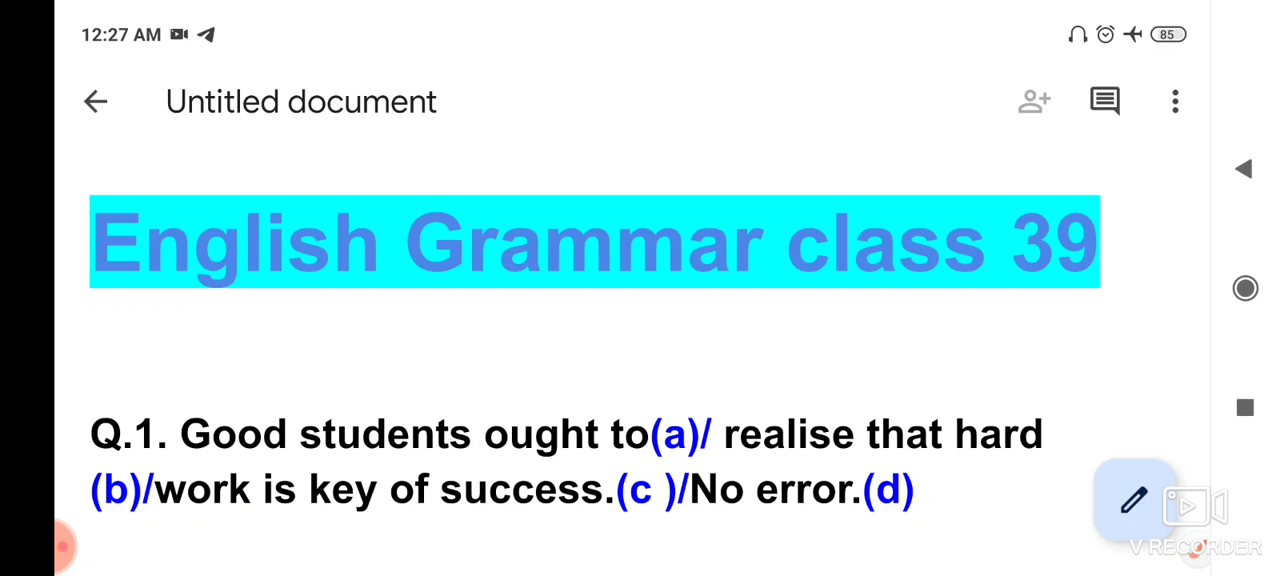 12:27 AM
85
Untitled document
English Grammar class 39
Q.1. Good students ought to(a)/ realise that hard
(b)/work is key of success.(c )/No error.(d)
V RECORDER